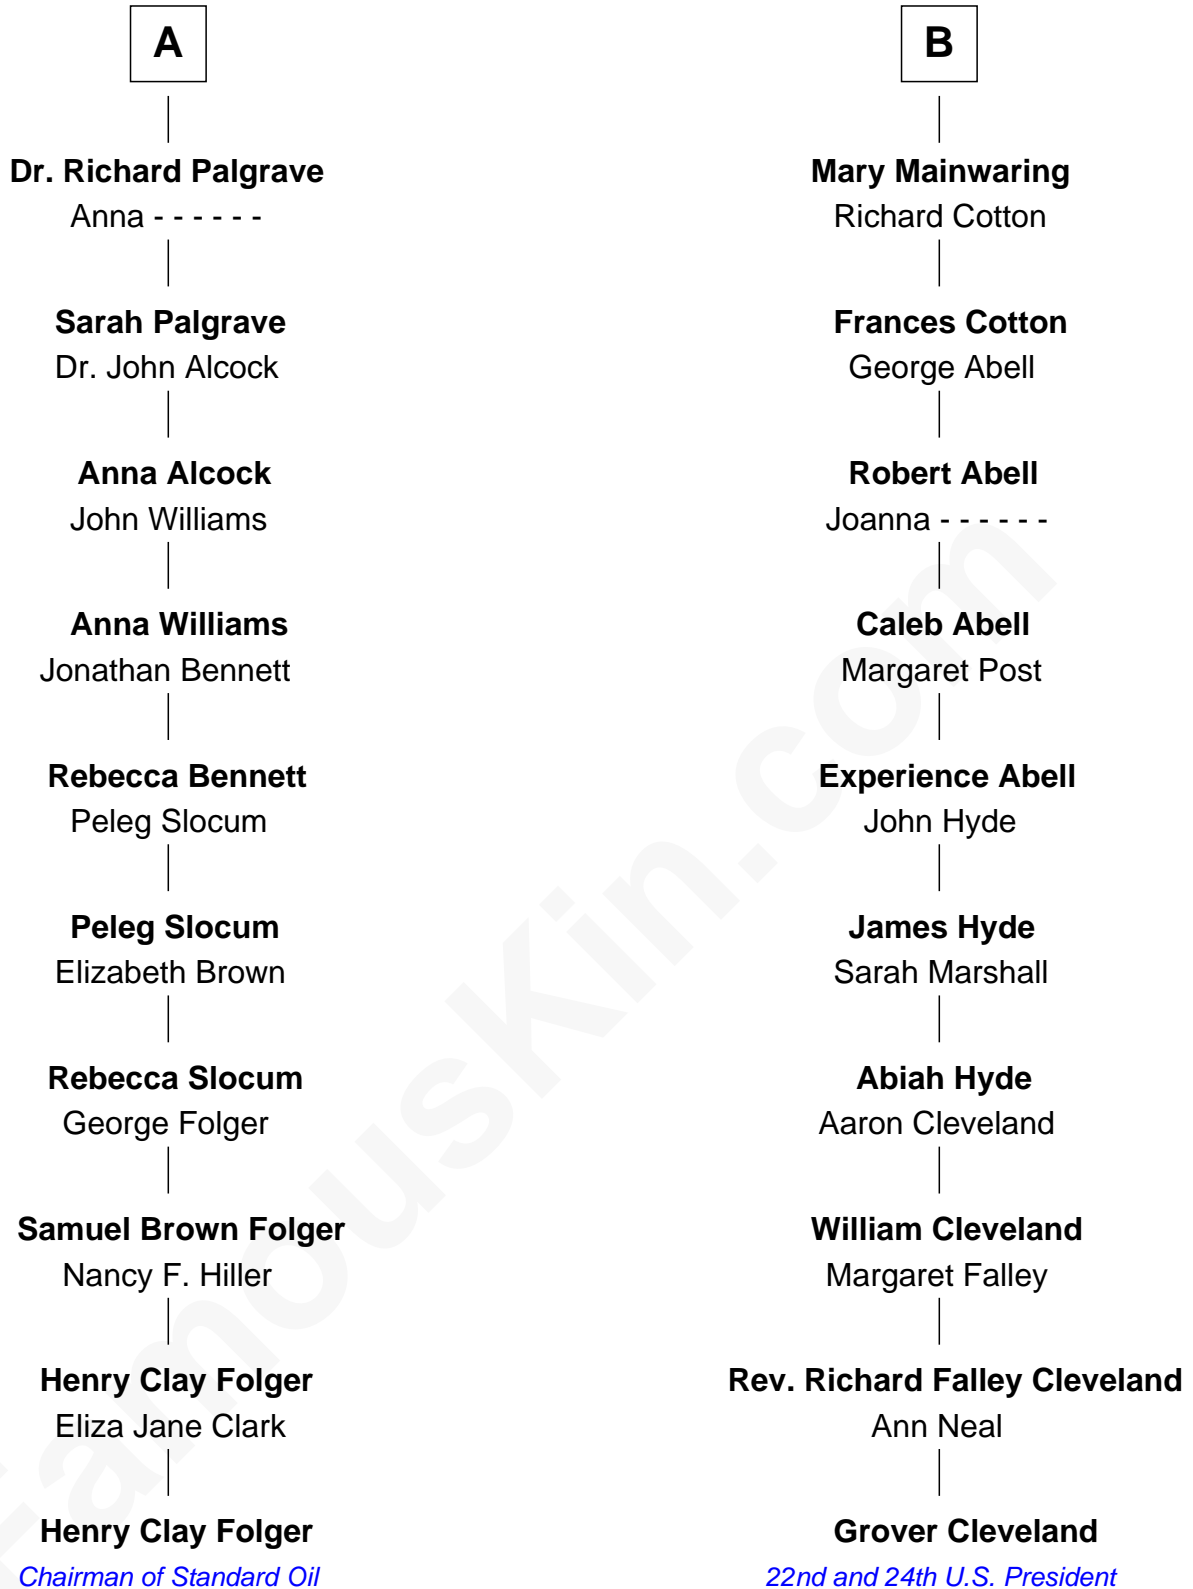 A
Dr. Richard Palgrave
Anna - - - - - -
Sarah Palgrave
Dr. John Alcock
Anna Alcock
John Williams
Anna Williams
Jonathan Bennett
Rebecca Bennett
Peleg Slocum
Peleg Slocum
Elizabeth Brown
Rebecca Slocum
George Folger
Samuel Brown Folger
Nancy F. Hiller
Henry Clay Folger
Eliza Jane Clark
Henry Clay Folger
Chairman of Standard Oil
B
Mary Mainwaring
Richard Cotton
Frances Cotton
George Abell
Robert Abell
Joanna - - - - - -
Caleb Abell
Margaret Post
Experience Abell
John Hyde
James Hyde
Sarah Marshall
Abiah Hyde
Aaron Cleveland
William Cleveland
Margaret Falley
Rev. Richard Falley Cleveland
Ann Neal
Grover Cleveland
22nd and 24th U.S. President
FamousKin.com